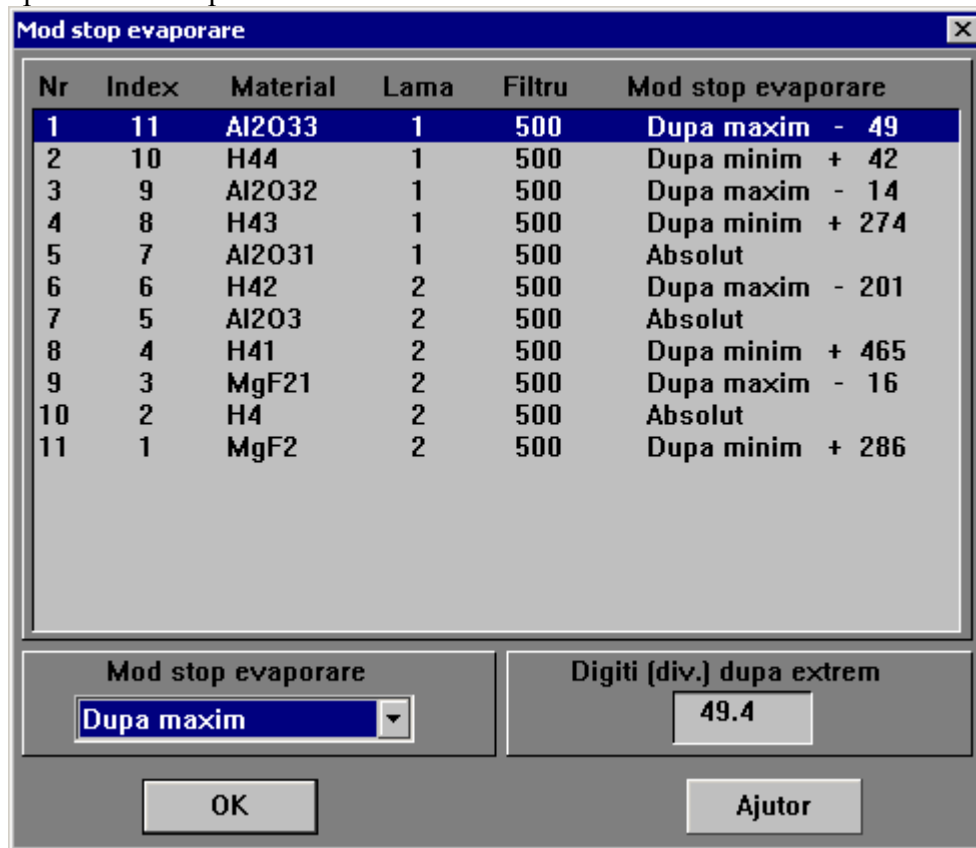 Mod stop evaporare
Nr Index Material Lama Filtru Mod stop evaporare
1 11 Al2O33 1 500 Dupa maxim - 49
2 10 H44 1 500 Dupa minim + 42
3 9 Al2O32 1 500 Dupa maxim - 14
4 8 H43 1 500 Dupa minim + 274
5 7 Al2O31 1 500 Absolut
6 6 H42 2 500 Dupa maxim - 201
7 5 Al2O3 2 500 Absolut
8 4 H41 2 500 Dupa minim + 465
9 3 MgF21 2 500 Dupa maxim - 16
10 2 H4 2 500 Absolut
11 1 MgF2 2 500 Dupa minim + 286
Mod stop evaporare Digiti (div.) dupa extrem
Dupa maxim 49.4
OK Ajutor